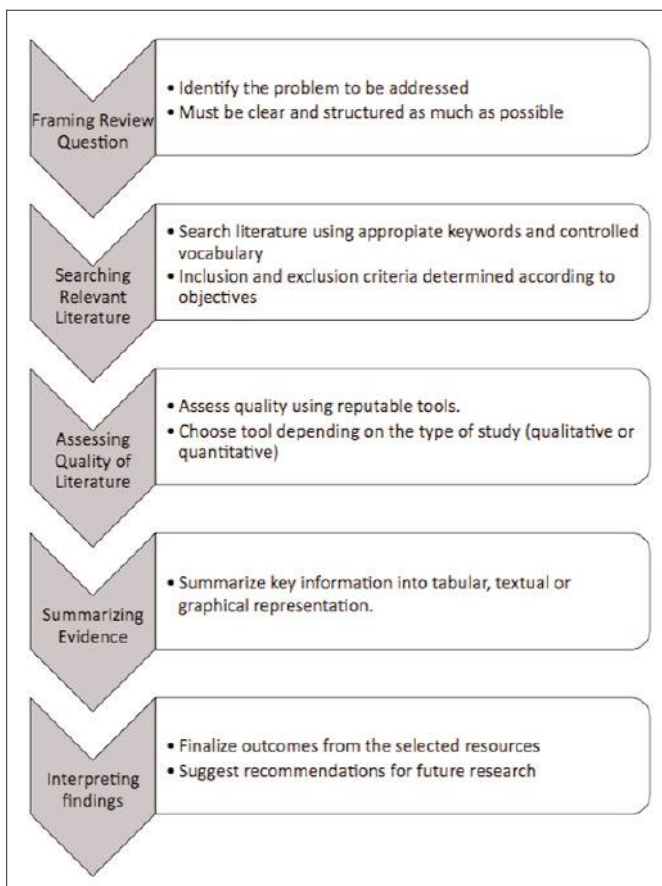 Framing Review
Question
• Identify the problem to be addressed
• Must be clear and structured as much as possible
Searching
Relevant
Literature
• Search literature using appropiate keywords and controlled
vocabulary
• Inclusion and exclusion criteria determined according to
objectives
Assessing
Quality of
Literature
• Assess quality using reputable tools.
• Choose tool depending on the type of study (qualitative or
quantitative)
Summarizing
Evidence
• Summarize key information into tabular, textual or
graphical representation.
Interpreting
findings
• Finalize outcomes from the selected resources
• Suggest recommendations for future research